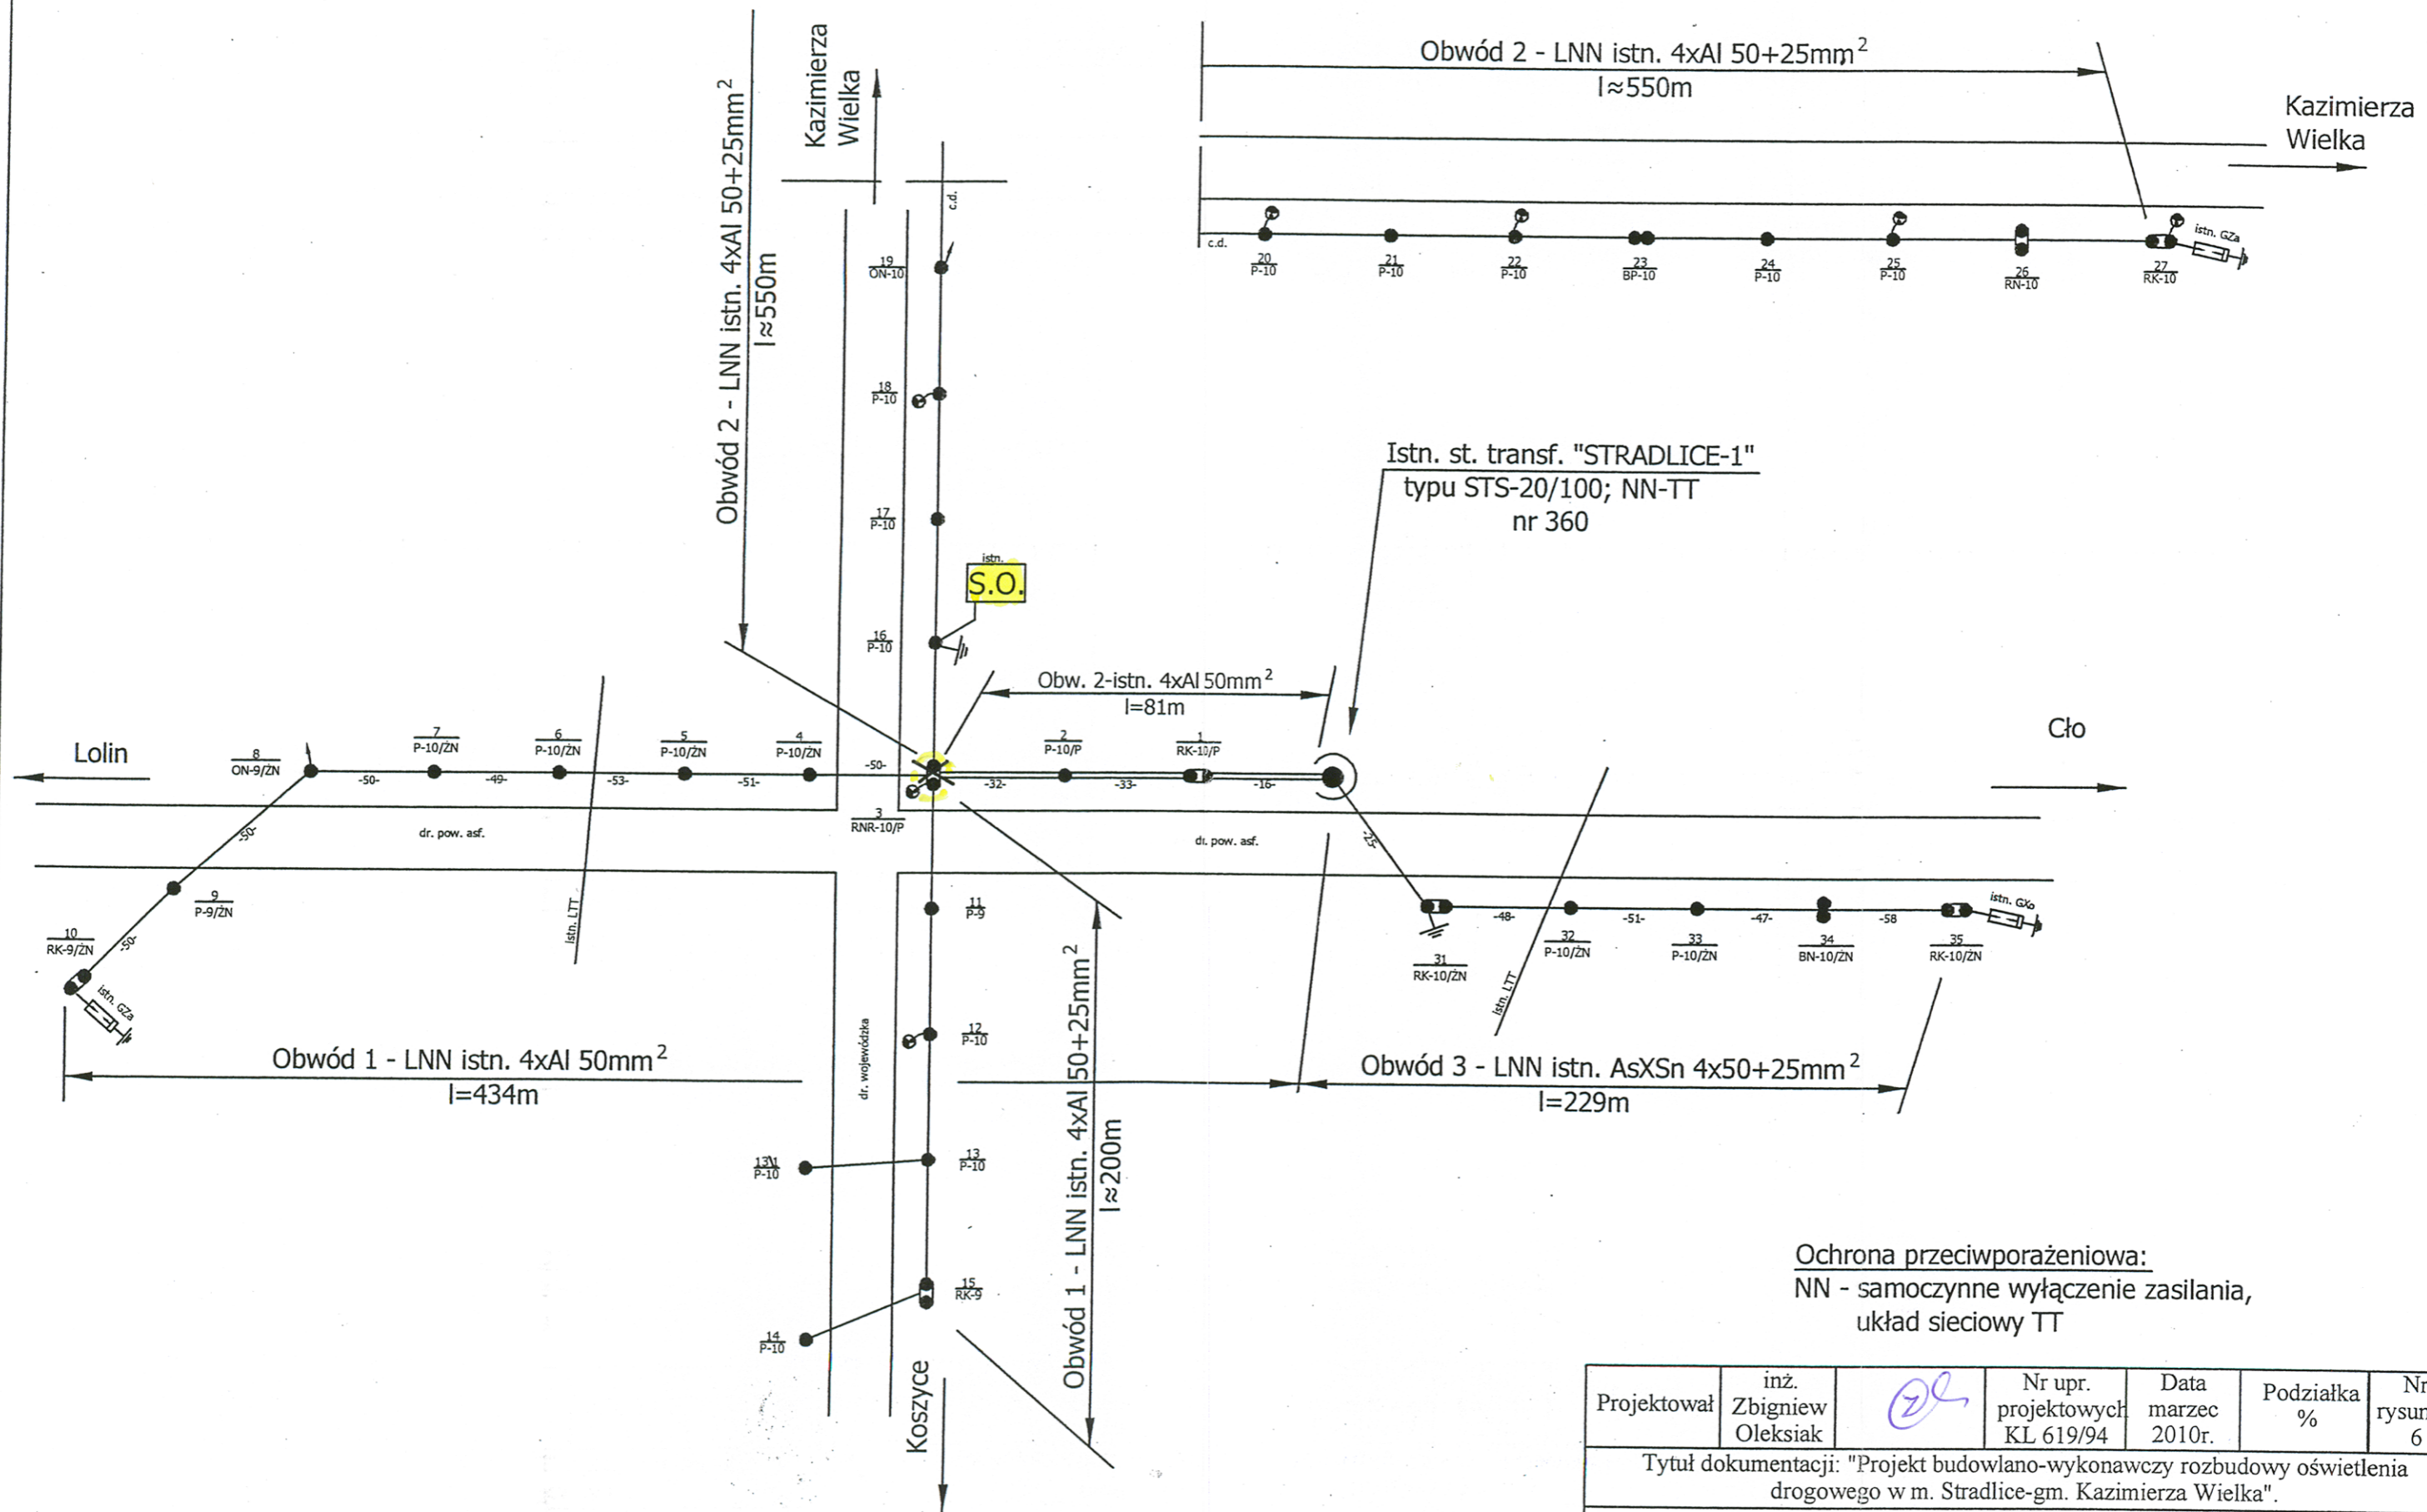 Kazimierza
Wielka
Obwód 2 - LNN istn. 4xAl 50+25mm²
l≈550m
Obwód 2 - LNN istn. 4xAl 50+25mm²
l≈550m
Kazimierza
Wielka
c.d.
c.d.
istn. GZa
20
P-10
21
P-10
22
P-10
23
BP-10
24
P-10
25
P-10
26
RN-10
27
RK-10
19
ON-10
18
P-10
17
P-10
istn.
S.O.
16
P-10
Istn. st. transf. "STRADLICE-1"
typu STS-20/100; NN-TT
nr 360
Obw. 2-istn. 4xAl 50mm²
l=81m
Lolin
8
ON-9/ŻN
7
P-10/ŻN
6
P-10/ŻN
5
P-10/ŻN
4
P-10/ŻN
2
P-10/P
1
RK-10/P
Cło
-50-
-49-
-53-
-51-
-50-
-32-
-33-
-16-
3
RNR-10/P
dr. pow. asf.
dr. pow. asf.
-50-
-25-
9
P-9/ŻN
-50-
10
RK-9/ŻN
istn. GZa
istn. LTT
11
P-9
-48-
-51-
-47-
-58
istn. GXo
31
RK-10/ŻN
32
P-10/ŻN
33
P-10/ŻN
34
BN-10/ŻN
35
RK-10/ŻN
istn. LTT
12
P-10
dr. wojewódzka
Obwód 1 - LNN istn. 4xAl 50mm²
l=434m
Obwód 3 - LNN istn. AsXSn 4x50+25mm²
l=229m
Obwód 1 - LNN istn. 4xAl 50+25mm²
l≈200m
13\1
P-10
13
P-10
15
RK-9
14
P-10
Koszyce
Ochrona przeciwporażeniowa:
NN - samoczynne wyłączenie zasilania,
układ sieciowy TT
Projektował
inż.
Zbigniew
Oleksiak
Nr upr.
projektowych
KL 619/94
Data
marzec
2010r.
Podziałka
%
Nr
rysun
6
Tytuł dokumentacji: "Projekt budowlano-wykonawczy rozbudowy oświetlenia
drogowego w m. Stradlice-gm. Kazimierza Wielka".